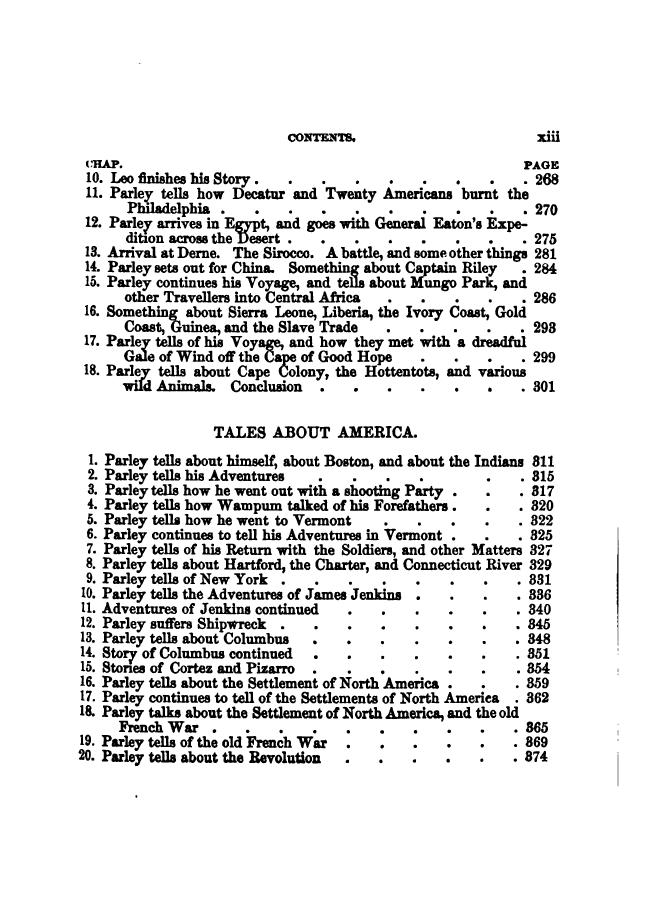 CONTENTS. xiii
CHAP. PAGE
10. Leo finishes his Story . . . . . . . . . 268
11. Parley tells how Decatur and Twenty Americans burnt the
Philadelphia . . . . . . . . . . 270
12. Parley arrives in Egypt, and goes with General Eaton's Expe-
dition across the Desert . . . . . . . . 275
13. Arrival at Derne. The Sirocco. A battle, and some other things 281
14. Parley sets out for China. Something about Captain Riley . 284
15. Parley continues his Voyage, and tells about Mungo Park, and
other Travellers into Central Africa . . . . . 286
16. Something about Sierra Leone, Liberia, the Ivory Coast, Gold
Coast, Guinea, and the Slave Trade . . . . . 293
17. Parley tells of his Voyage, and how they met with a dreadful
Gale of Wind off the Cape of Good Hope . . . . 299
18. Parley tells about Cape Colony, the Hottentots, and various
wild Animals. Conclusion . . . . . . . 301
TALES ABOUT AMERICA.
1. Parley tells about himself, about Boston, and about the Indians 311
2. Parley tells his Adventures . . . . . . 315
3. Parley tells how he went out with a shooting Party . . . 317
4. Parley tells how Wampum talked of his Forefathers . . . 320
5. Parley tells how he went to Vermont . . . . . 322
6. Parley continues to tell his Adventures in Vermont . . . 325
7. Parley tells of his Return with the Soldiers, and other Matters 327
8. Parley tells about Hartford, the Charter, and Connecticut River 329
9. Parley tells of New York . . . . . . . . 331
10. Parley tells the Adventures of James Jenkins . . . . 336
11. Adventures of Jenkins continued . . . . . . 340
12. Parley suffers Shipwreck . . . . . . . . 345
13. Parley tells about Columbus . . . . . . . 348
14. Story of Columbus continued . . . . . . . 351
15. Stories of Cortez and Pizarro . . . . . . . 354
16. Parley tells about the Settlement of North America . . . 359
17. Parley continues to tell of the Settlements of North America . 362
18. Parley talks about the Settlement of North America, and the old
French War . . . . . . . . . . 365
19. Parley tells of the old French War . . . . . . 369
20. Parley tells about the Revolution . . . . . . 374